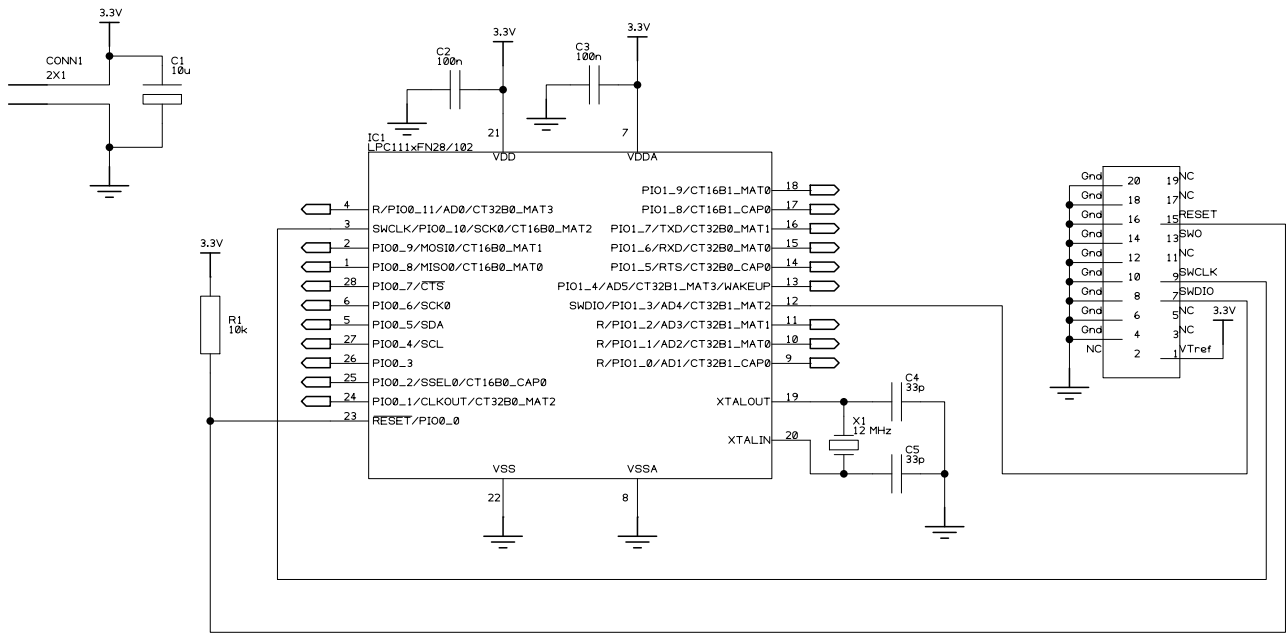 3.3V
CONN1
2X1
C1
10u
C2
100n
3.3V
C3
100n
3.3V
IC1
LPC111xFN28/102
21
VDD
7
VDDA
4 R/PIO0_11/AD0/CT32B0_MAT3
3 SWCLK/PIO0_10/SCK0/CT16B0_MAT2
2 PIO0_9/MOSI0/CT16B0_MAT1
1 PIO0_8/MISO0/CT16B0_MAT0
28 PIO0_7/CTS
6 PIO0_6/SCK0
5 PIO0_5/SDA
27 PIO0_4/SCL
26 PIO0_3
25 PIO0_2/SSEL0/CT16B0_CAP0
24 PIO0_1/CLKOUT/CT32B0_MAT2
23 RESET/PIO0_0
PIO1_9/CT16B1_MAT0 18
PIO1_8/CT16B1_CAP0 17
PIO1_7/TXD/CT32B0_MAT1 16
PIO1_6/RXD/CT32B0_MAT0 15
PIO1_5/RTS/CT32B0_CAP0 14
PIO1_4/AD5/CT32B1_MAT3/WAKEUP 13
SWDIO/PIO1_3/AD4/CT32B1_MAT2 12
R/PIO1_2/AD3/CT32B1_MAT1 11
R/PIO1_1/AD2/CT32B1_MAT0 10
R/PIO1_0/AD1/CT32B1_CAP0 9
XTALOUT 19
XTALIN 20
VSS
22
VSSA
8
3.3V
R1
10k
C4
33p
X1
12 MHz
C5
33p
Gnd 20 19 NC
Gnd 18 17 NC
Gnd 16 15 RESET
Gnd 14 13 SWO
Gnd 12 11 NC
Gnd 10 9 SWCLK
Gnd 8 7 SWDIO
Gnd 6 5 NC
Gnd 4 3 NC
NC 2 1 VTref
3.3V